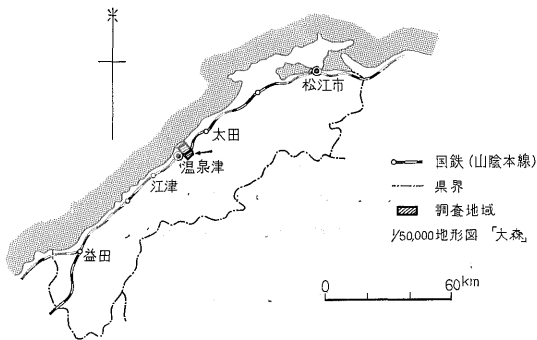 松江市
太田
温泉津
江津
益田
国鉄(山陰本線)
県界
調査地域
1/50,000地形図「大森」
0 60km